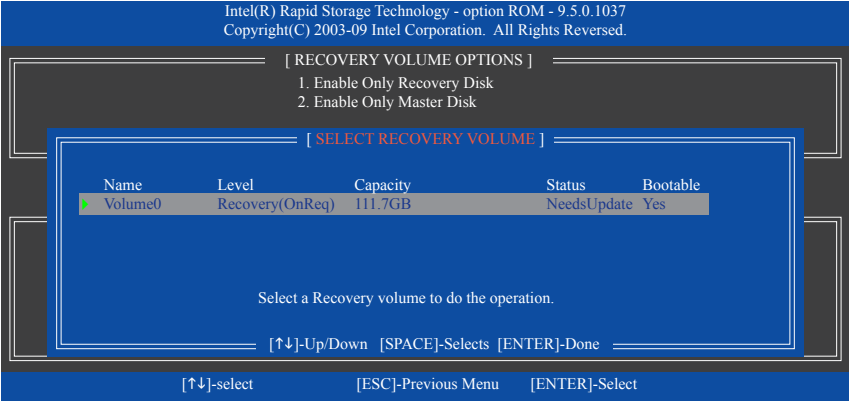 Intel(R) Rapid Storage Technology - option ROM - 9.5.0.1037
Copyright(C) 2003-09 Intel Corporation. All Rights Reversed.
[ RECOVERY VOLUME OPTIONS ]
1. Enable Only Recovery Disk
2. Enable Only Master Disk
[ SELECT RECOVERY VOLUME ]
Name Level Capacity Status Bootable
Volume0 Recovery(OnReq) 111.7GB NeedsUpdate Yes
Select a Recovery volume to do the operation.
[↑↓]-Up/Down [SPACE]-Selects [ENTER]-Done
[↑↓]-select [ESC]-Previous Menu [ENTER]-Select